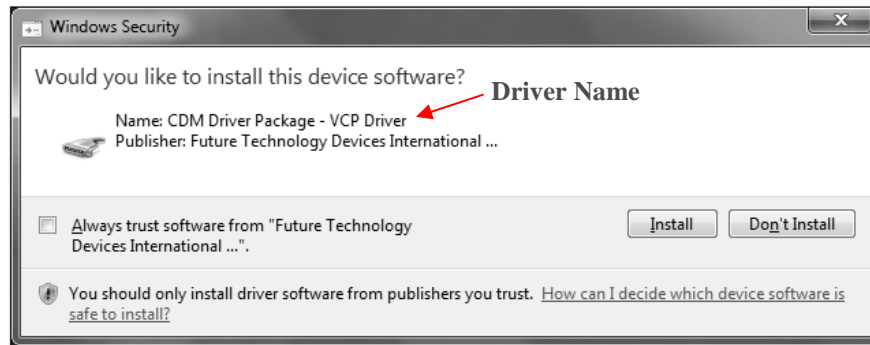 Windows Security
x
Would you like to install this device software?
Driver Name
Name: CDM Driver Package - VCP Driver
Publisher: Future Technology Devices International ...
Always trust software from "Future Technology
Devices International ...".
Install
Don't Install
You should only install driver software from publishers you trust. How can I decide which device software is
safe to install?